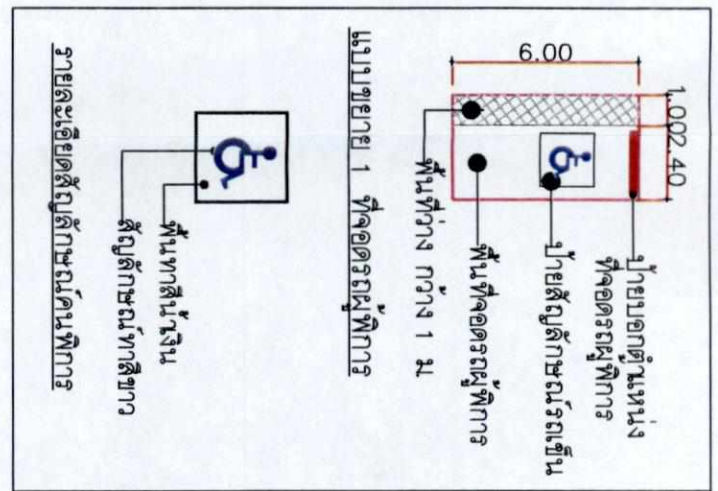 6.00
1.00
2.40
ป้ายบอกตำแหน่ง
ที่จอดรถผู้พิการ
ป้ายสัญลักษณ์รถเข็น
พื้นที่จอดรถผู้พิการ
พื้นที่ว่าง กว้าง 1 ม
แบบขยาย 1 ที่จอดรถผู้พิการ
พื้นทาสีน้ำเงิน
สัญลักษณ์ทาสีขาว
รายละเอียดสัญลักษณ์คนพิการ